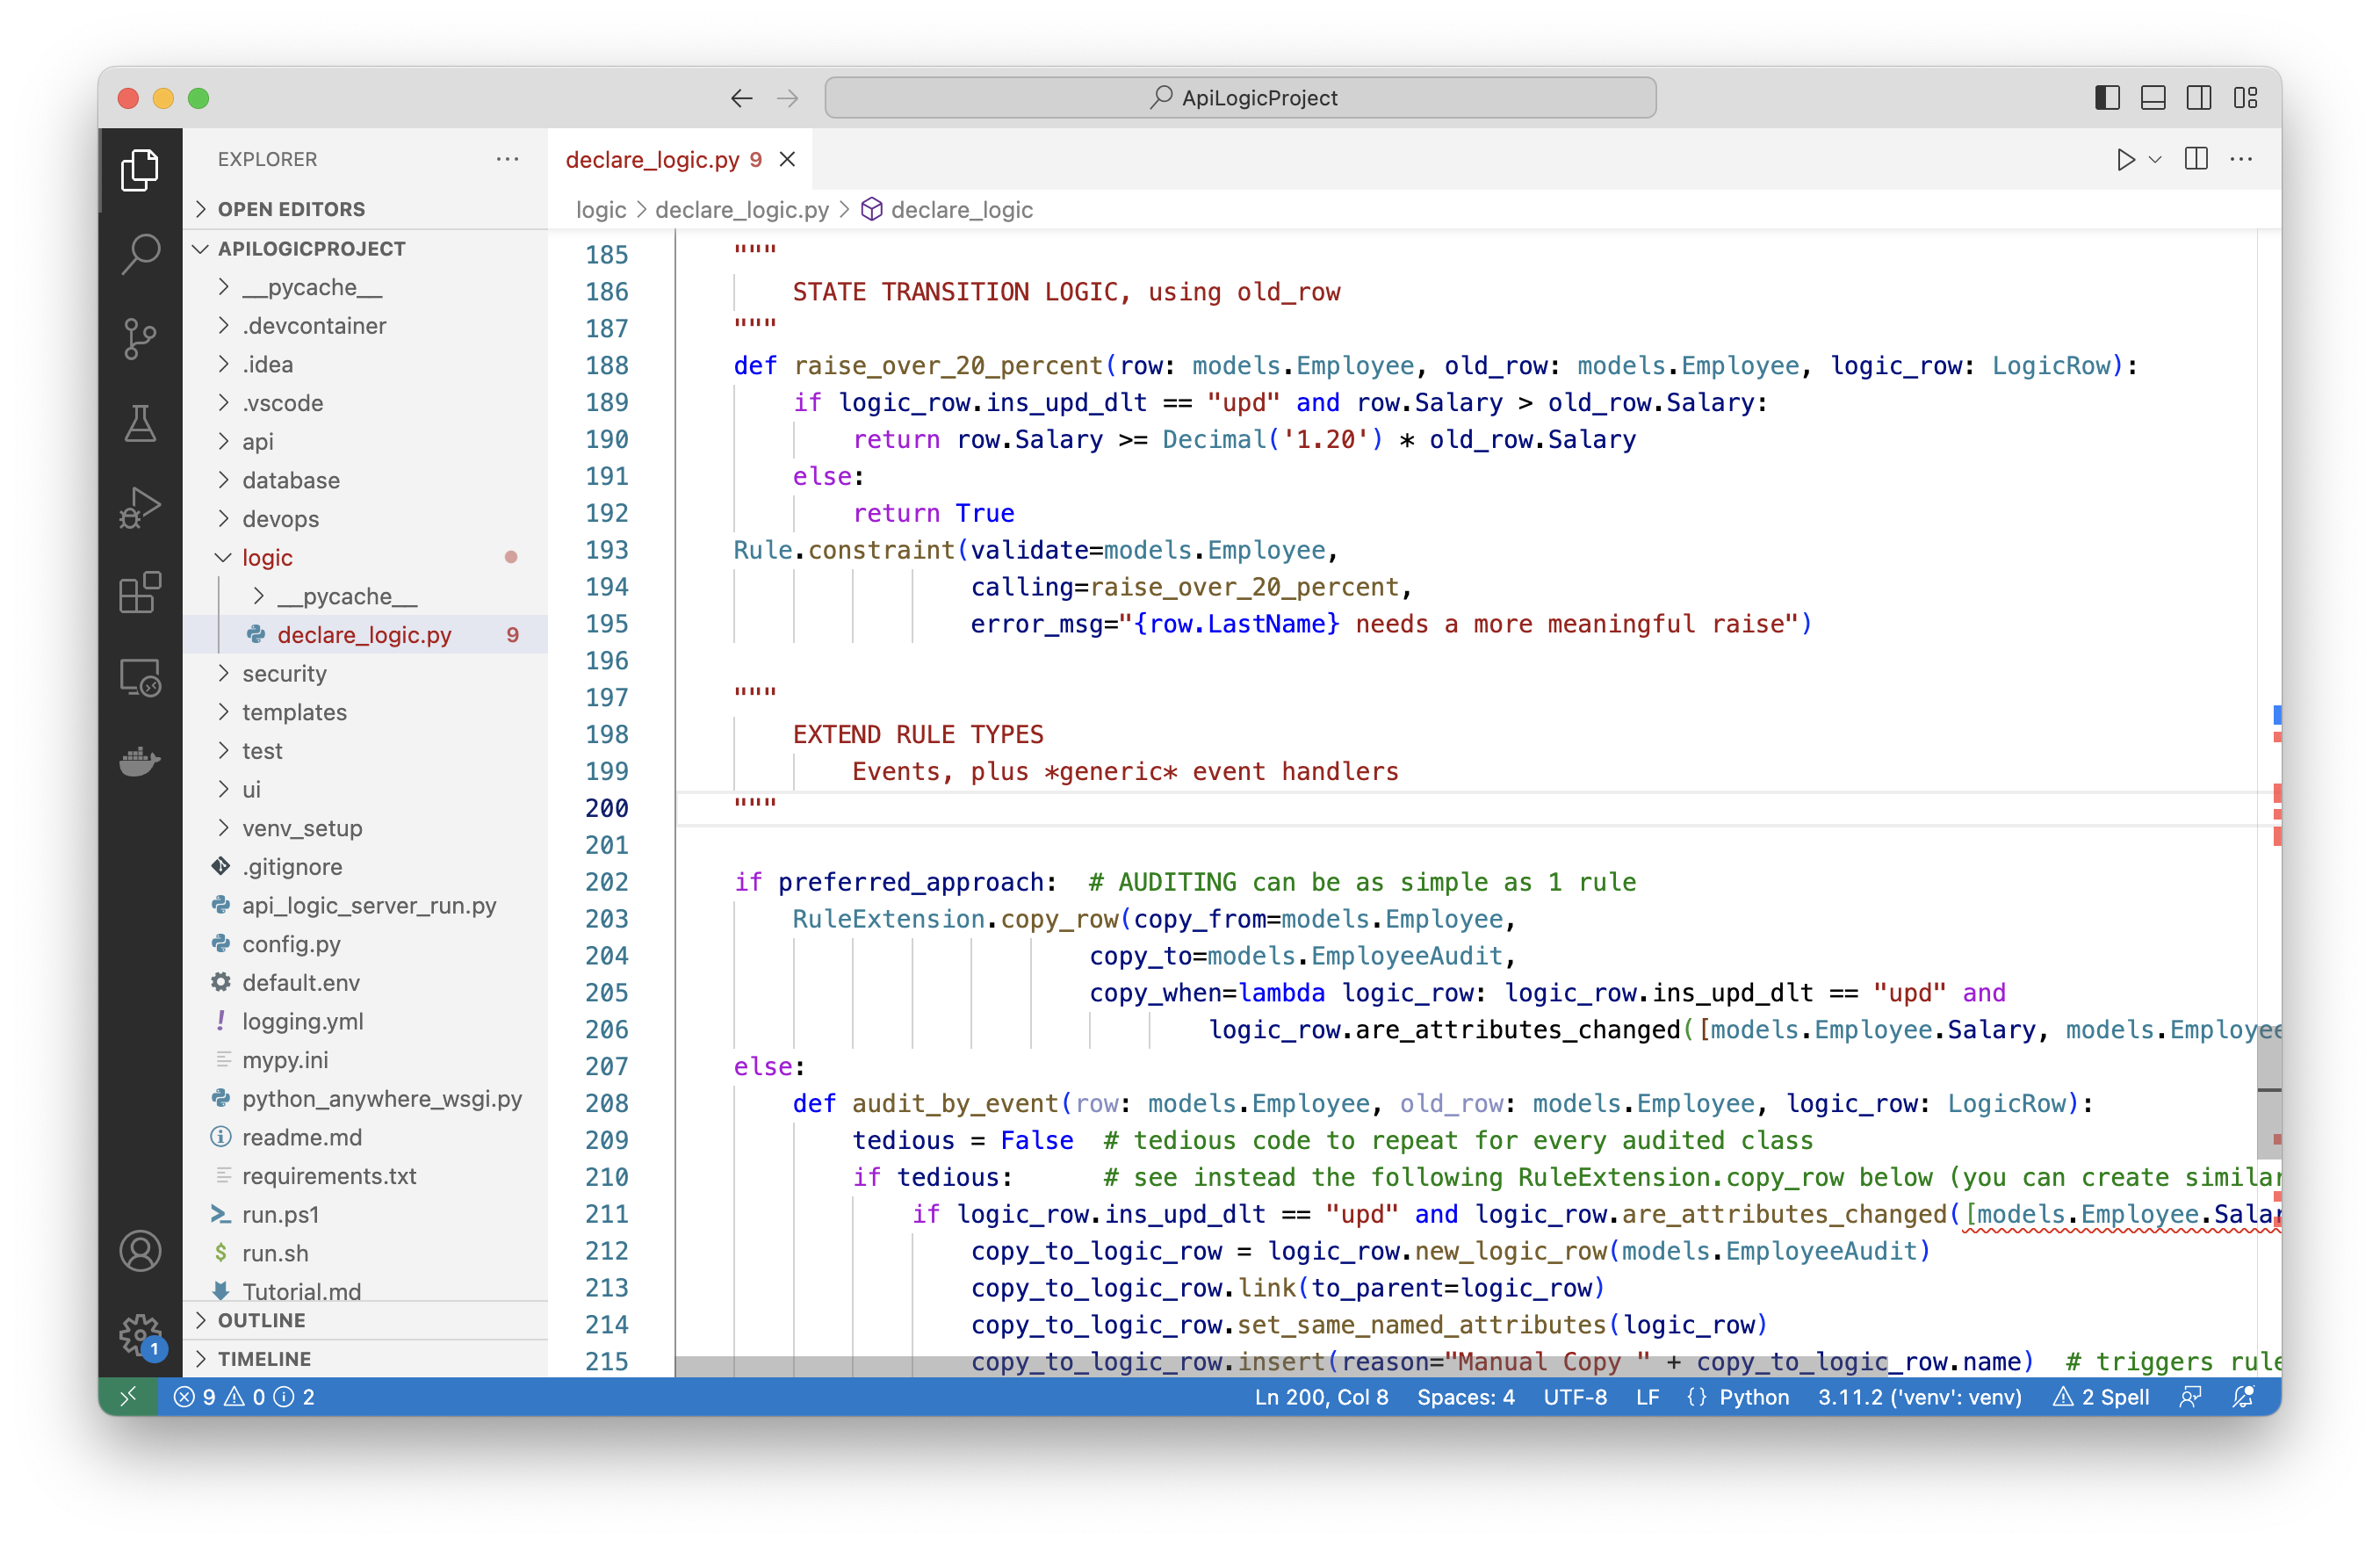 ApiLogicProject
EXPLORER
OPEN EDITORS
APILOGICPROJECT
__pycache__
.devcontainer
.idea
.vscode
api
database
devops
logic
__pycache__
declare_logic.py 9
security
templates
test
ui
venv_setup
.gitignore
api_logic_server_run.py
config.py
default.env
logging.yml
mypy.ini
python_anywhere_wsgi.py
readme.md
requirements.txt
run.ps1
run.sh
Tutorial.md
OUTLINE
TIMELINE
1
declare_logic.py 9
logic > declare_logic.py > declare_logic
185 """
186 STATE TRANSITION LOGIC, using old_row
187 """
188 def raise_over_20_percent(row: models.Employee, old_row: models.Employee, logic_row: LogicRow):
189 if logic_row.ins_upd_dlt == "upd" and row.Salary > old_row.Salary:
190 return row.Salary >= Decimal('1.20') * old_row.Salary
191 else:
192 return True
193 Rule.constraint(validate=models.Employee,
194 calling=raise_over_20_percent,
195 error_msg="{row.LastName} needs a more meaningful raise")
196
197 """
198 EXTEND RULE TYPES
199 Events, plus *generic* event handlers
200 """
201
202 if preferred_approach: # AUDITING can be as simple as 1 rule
203 RuleExtension.copy_row(copy_from=models.Employee,
204 copy_to=models.EmployeeAudit,
205 copy_when=lambda logic_row: logic_row.ins_upd_dlt == "upd" and
206 logic_row.are_attributes_changed([models.Employee.Salary, models.Employee
207 else:
208 def audit_by_event(row: models.Employee, old_row: models.Employee, logic_row: LogicRow):
209 tedious = False # tedious code to repeat for every audited class
210 if tedious: # see instead the following RuleExtension.copy_row below (you can create similar
211 if logic_row.ins_upd_dlt == "upd" and logic_row.are_attributes_changed([models.Employee.Salar
212 copy_to_logic_row = logic_row.new_logic_row(models.EmployeeAudit)
213 copy_to_logic_row.link(to_parent=logic_row)
214 copy_to_logic_row.set_same_named_attributes(logic_row)
215 copy_to_logic_row.insert(reason="Manual Copy " + copy_to_logic_row.name) # triggers rule
9 0 2 Ln 200, Col 8 Spaces: 4 UTF-8 LF {} Python 3.11.2 ('venv': venv) 2 Spell